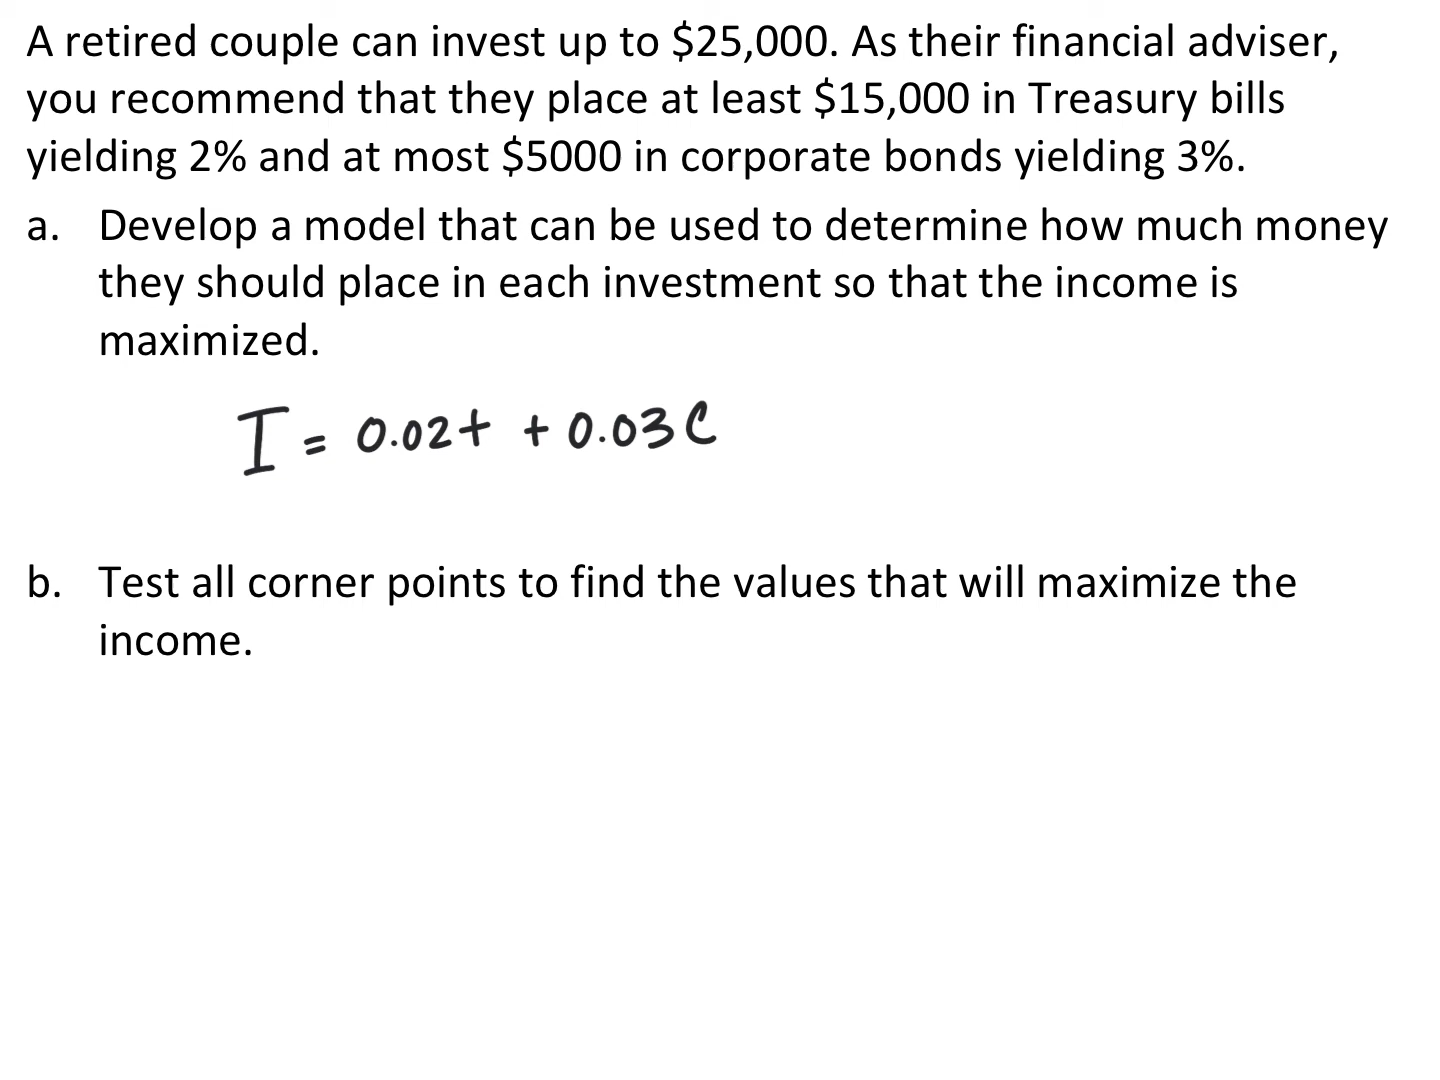 A retired couple can invest up to $25,000. As their financial adviser,
you recommend that they place at least $15,000 in Treasury bills
yielding 2% and at most $5000 in corporate bonds yielding 3%.
a. Develop a model that can be used to determine how much money
they should place in each investment so that the income is
maximized.
I = 0.02t + 0.03C
b. Test all corner points to find the values that will maximize the
income.